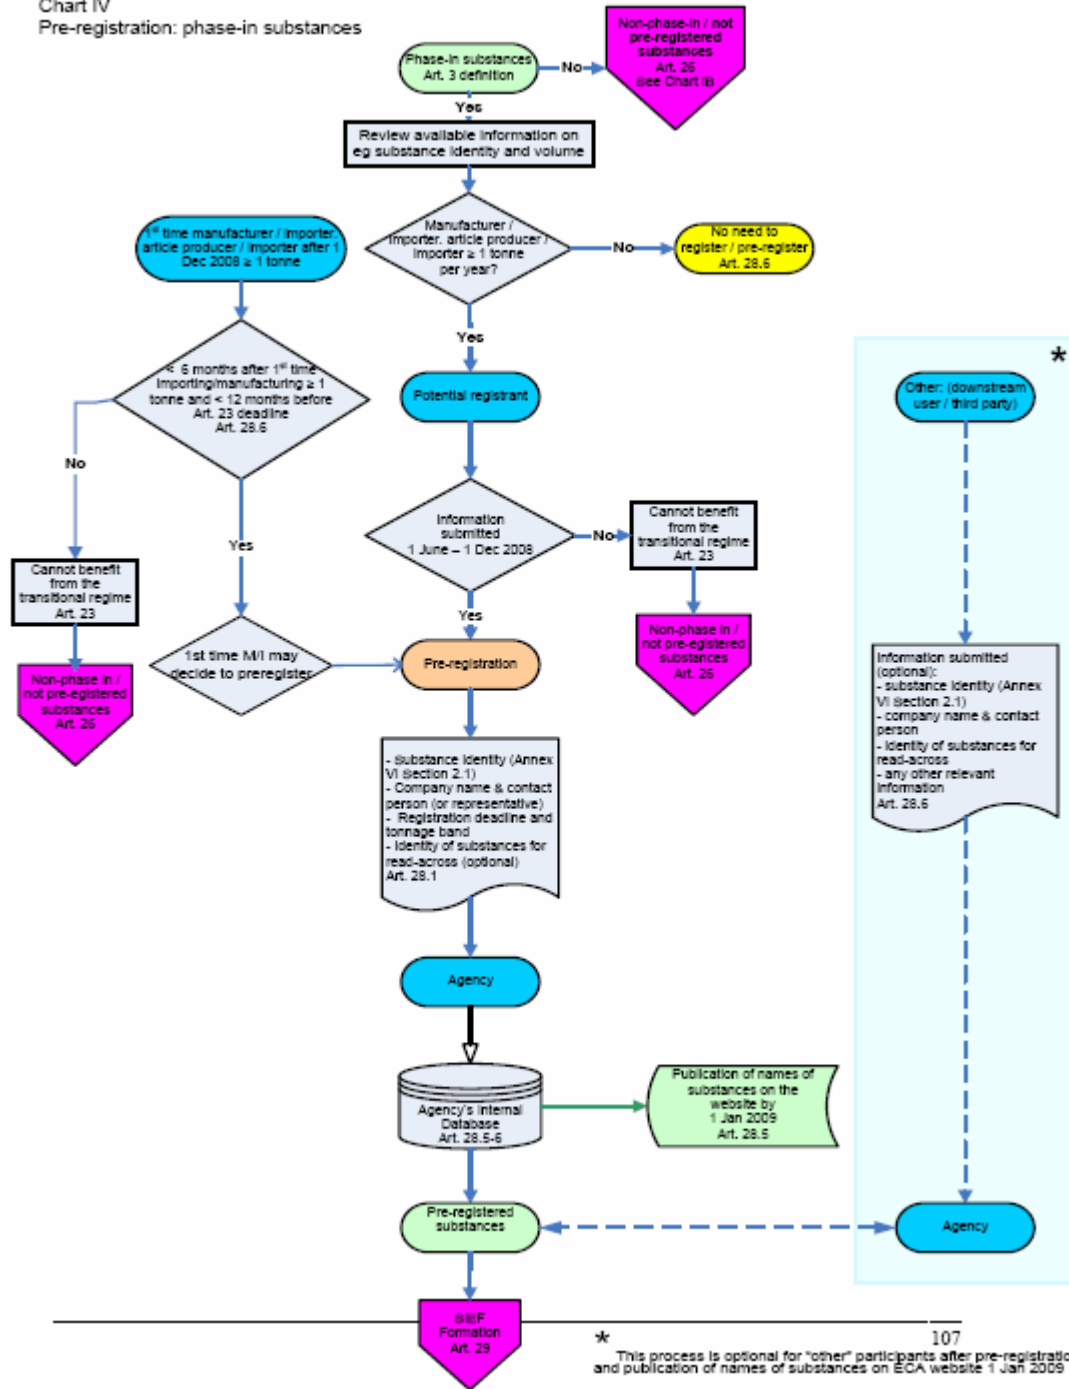 Chart IV
Pre-registration: phase-in substances
Non-phase-in / not
pre-registered
substances
Art. 26
See Chart IB
Phase-in substances
Art. 3 definition
No
Yes
Review available information on
eg substance identity and volume
1st time manufacturer / importer.
article producer / importer after 1
Dec 2008 ≥ 1 tonne
Manufacturer /
importer. article producer /
importer ≥ 1 tonne
per year?
No
No need to
register / pre-register
Art. 28.6
Yes
< 6 months after 1st time
importing/manufacturing ≥ 1
tonne and < 12 months before
Art. 23 deadline
Art. 28.6
Potential registrant
*
Other: (downstream
user / third party)
No
Yes
Information
submitted
1 June – 1 Dec 2008
No
Cannot benefit
from the
transitional regime
Art. 23
Cannot benefit
from the
transitional regime
Art. 23
Yes
1st time M/I may
decide to preregister
Pre-registration
Non-phase in /
not pre-egistered
substances
Art. 26
Non-phase in /
not pre-egistered
substances
Art. 26
Information submitted
(optional):
- substance identity (Annex
VI Section 2.1)
- company name & contact
person
- Identity of substances for
read-across
- any other relevant
information
Art. 28.6
- Substance Identity (Annex
VI Section 2.1)
- Company name & contact
person (or representative)
- Registration deadline and
tonnage band
- Identity of substances for
read-across (optional)
Art. 28.1
Agency
Agency's Internal
Database
Art. 28.5-6
Publication of names of
substances on the
website by
1 Jan 2009
Art. 28.5
Pre-registered
substances
Agency
SIEF
Formation
Art. 29
*
107
This process is optional for "other" participants after pre-registratio
and publication of names of substances on ECA website 1 Jan 2009